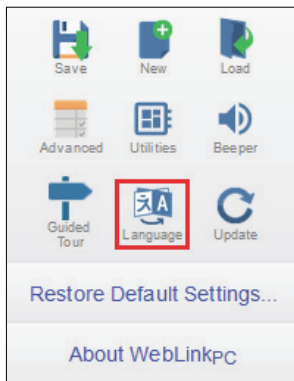 Save New Load
Advanced Utilities Beeper
Guided
Tour
Language Update
Restore Default Settings...
About WebLinkPC